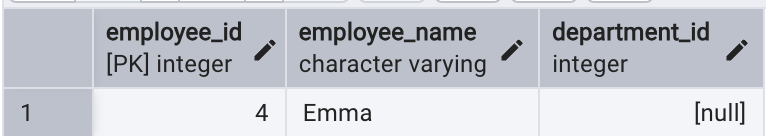 employee_id employee_name department_id
[PK] integer character varying integer
1 4 Emma [null]